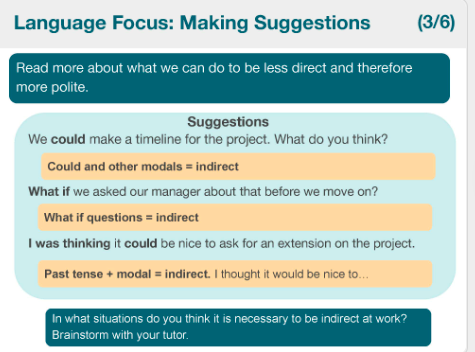 Language Focus: Making Suggestions (3/6)
Read more about what we can do to be less direct and therefore
more polite.
Suggestions
We could make a timeline for the project. What do you think?
Could and other modals = indirect
What if we asked our manager about that before we move on?
What if questions = indirect
I was thinking it could be nice to ask for an extension on the project.
Past tense + modal = indirect. I thought it would be nice to…
In what situations do you think it is necessary to be indirect at work?
Brainstorm with your tutor.